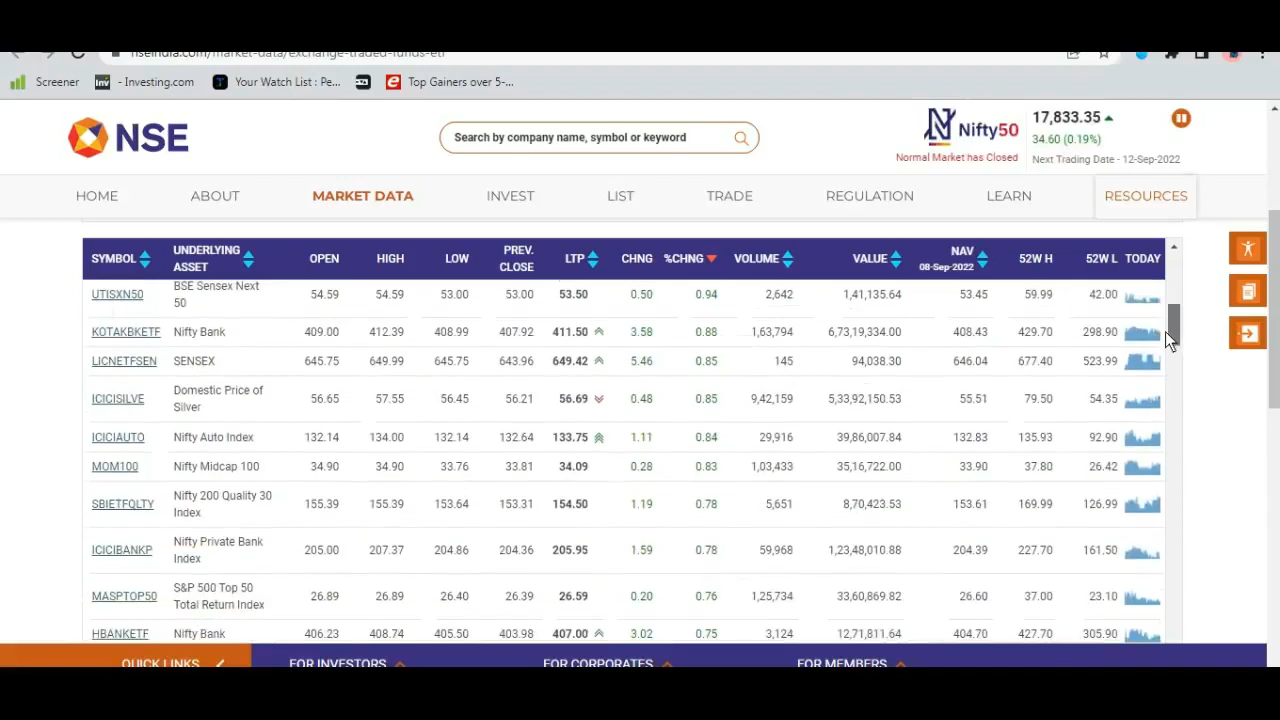 nseindia.com/market-data/exchange-traded-funds-etf
Screener - Investing.com Your Watch List : Pe... Top Gainers over 5-...
NSE
Search by company name, symbol or keyword
Nifty50
Normal Market has Closed
17,833.35
34.60 (0.19%)
Next Trading Date - 12-Sep-2022
HOME ABOUT MARKET DATA INVEST LIST TRADE REGULATION LEARN RESOURCES
SYMBOL UNDERLYING ASSET OPEN HIGH LOW PREV. CLOSE LTP CHNG %CHNG VOLUME VALUE NAV 08-Sep-2022 52W H 52W L TODAY
UTISXN50 BSE Sensex Next 50 54.59 54.59 53.00 53.00 53.50 0.50 0.94 2,642 1,41,135.64 53.45 59.99 42.00
KOTAKBKETF Nifty Bank 409.00 412.39 408.99 407.92 411.50 3.58 0.88 1,63,794 6,73,19,334.00 408.43 429.70 298.90
LICNETFSEN SENSEX 645.75 649.99 645.75 643.96 649.42 5.46 0.85 145 94,038.30 646.04 677.40 523.99
ICICISILVE Domestic Price of Silver 56.65 57.55 56.45 56.21 56.69 0.48 0.85 9,42,159 5,33,92,150.53 55.51 79.50 54.35
ICICIAUTO Nifty Auto Index 132.14 134.00 132.14 132.64 133.75 1.11 0.84 29,916 39,86,007.84 132.83 135.93 92.90
MOM100 Nifty Midcap 100 34.90 34.90 33.76 33.81 34.09 0.28 0.83 1,03,433 35,16,722.00 33.90 37.80 26.42
SBIETFQLTY Nifty 200 Quality 30 Index 155.39 155.39 153.64 153.31 154.50 1.19 0.78 5,651 8,70,423.53 153.61 169.99 126.99
ICICIBANKP Nifty Private Bank Index 205.00 207.37 204.86 204.36 205.95 1.59 0.78 59,968 1,23,48,010.88 204.39 227.70 161.50
MASPTOP50 S&P 500 Top 50 Total Return Index 26.89 26.89 26.40 26.39 26.59 0.20 0.76 1,25,734 33,60,869.82 26.60 37.00 23.10
HBANKETF Nifty Bank 406.23 408.74 405.50 403.98 407.00 3.02 0.75 3,124 12,71,811.64 404.70 427.70 305.90
QUICK LINKS FOR INVESTORS FOR CORPORATES FOR MEMBERS